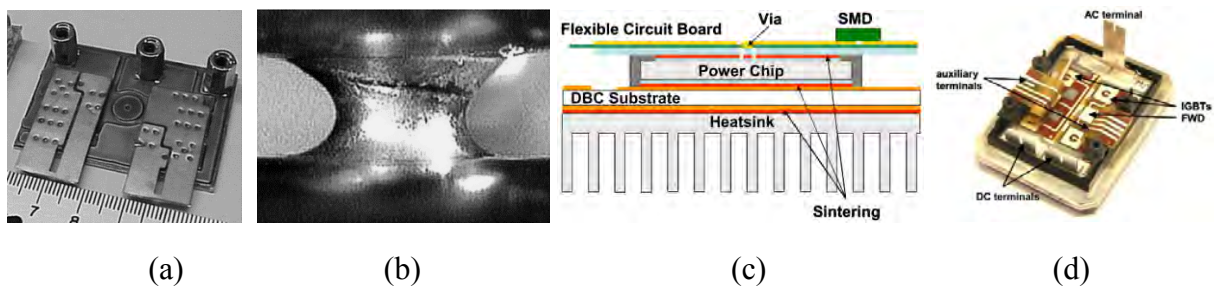 7 8
Flexible Circuit Board
Via
SMD
Power Chip
DBC Substrate
Heatsink
Sintering
AC terminal
auxiliary
terminals
IGBTs
FWD
DC terminals
(a) (b) (c) (d)